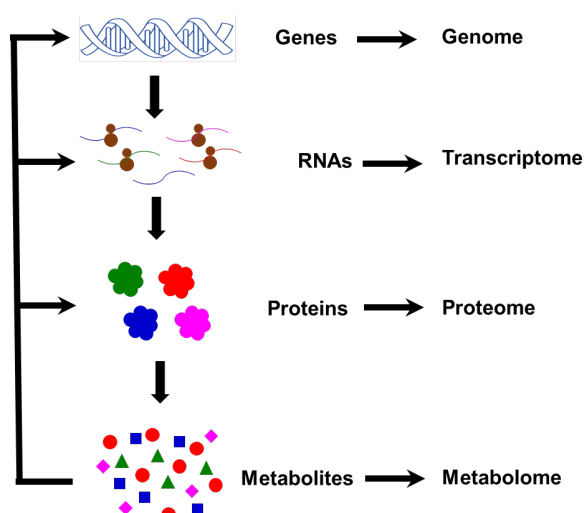 Genes Genome
RNAs Transcriptome
Proteins Proteome
Metabolites Metabolome